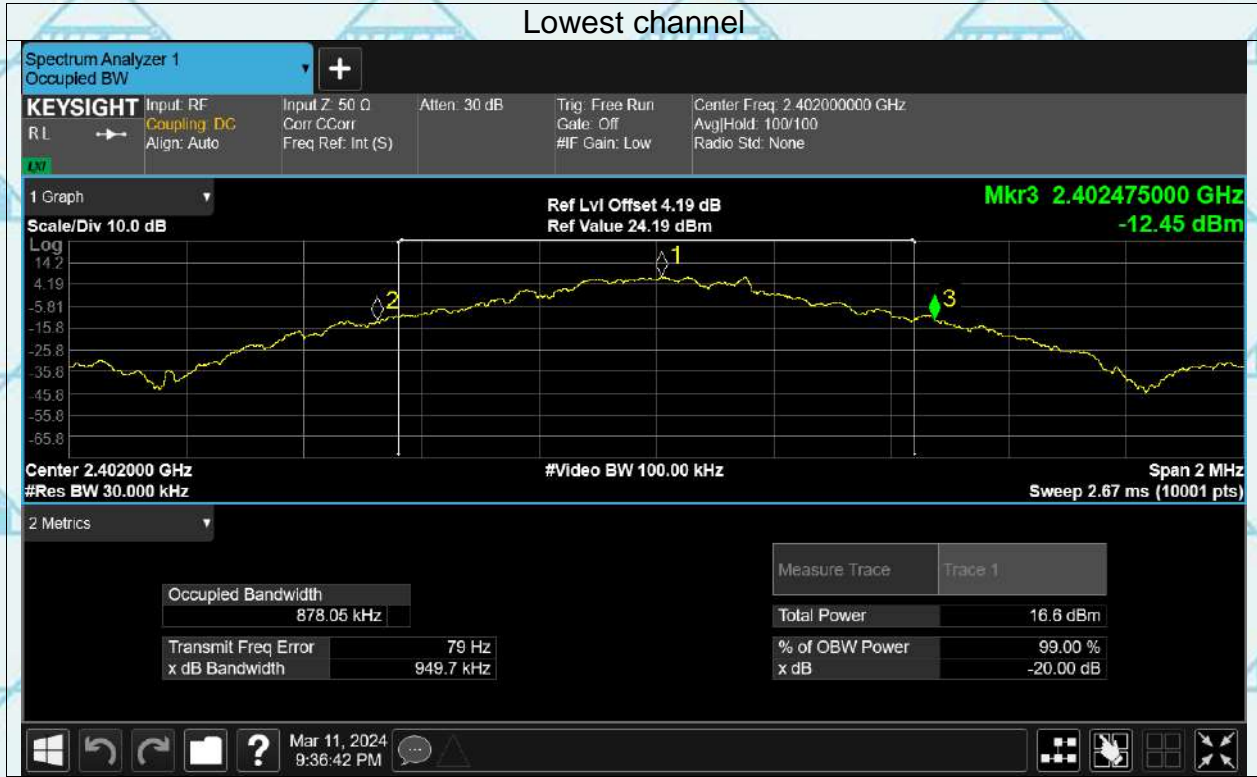 Lowest channel
Spectrum Analyzer 1
Occupied BW
+
KEYSIGHT
RL
LXI
Input: RF
Coupling: DC
Align: Auto
Input Z: 50 Ω
Corr CCorr
Freq Ref: Int (S)
Atten: 30 dB
Trig: Free Run
Gate: Off
#IF Gain: Low
Center Freq: 2.402000000 GHz
Avg|Hold: 100/100
Radio Std: None
1 Graph
Scale/Div 10.0 dB
Ref Lvl Offset 4.19 dB
Ref Value 24.19 dBm
Mkr3 2.402475000 GHz
-12.45 dBm
Log
14.2
4.19
-5.81
-15.8
-25.8
-35.8
-45.8
-55.8
-65.8
1
2
3
Center 2.402000 GHz
#Res BW 30.000 kHz
#Video BW 100.00 kHz
Span 2 MHz
Sweep 2.67 ms (10001 pts)
2 Metrics
Measure Trace Trace 1
Occupied Bandwidth
878.05 kHz
Total Power 16.6 dBm
Transmit Freq Error 79 Hz
% of OBW Power 99.00 %
x dB Bandwidth 949.7 kHz
x dB -20.00 dB
?
Mar 11, 2024
9:36:42 PM